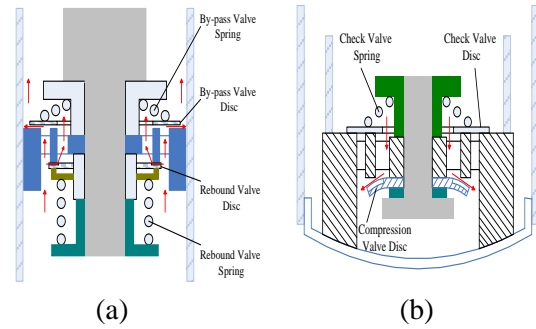 By-pass Valve
Spring
By-pass Valve
Disc
Rebound Valve
Disc
Rebound Valve
Spring
(a)
Check Valve
Spring
Check Valve
Disc
Compression
Valve Disc
(b)